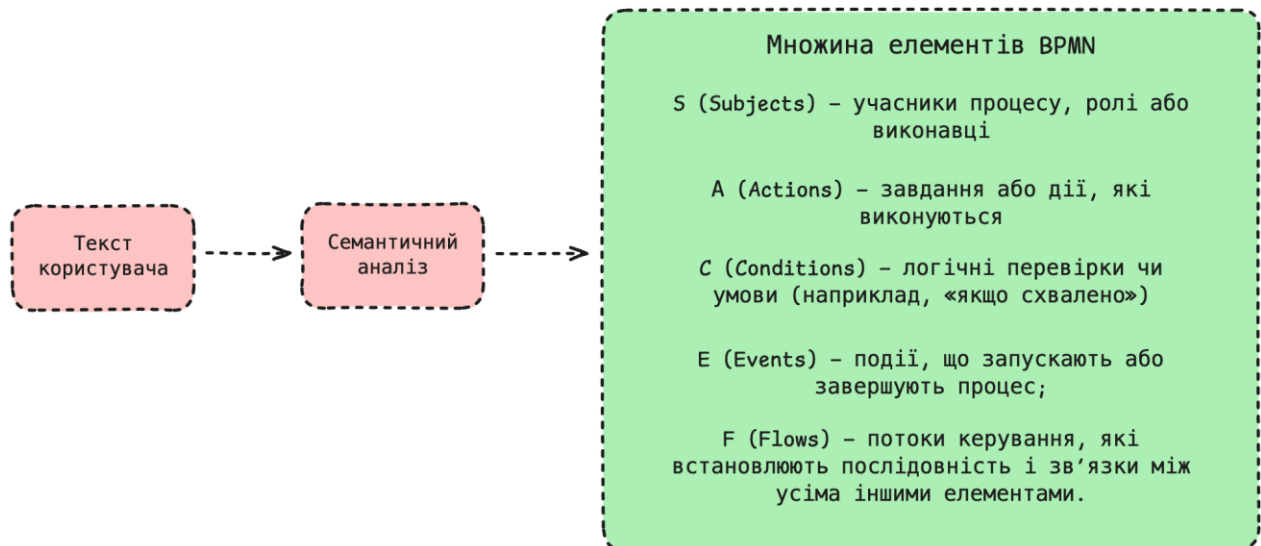 Текст
користувача
Семантичний
аналіз
Множина елементів BPMN
S (Subjects) – учасники процесу, ролі або
виконавці
A (Actions) – завдання або дії, які
виконуються
C (Conditions) – логічні перевірки чи
умови (наприклад, «якщо схвалено»)
E (Events) – події, що запускають або
завершують процес;
F (Flows) – потоки керування, які
встановлюють послідовність і зв’язки між
усіма іншими елементами.